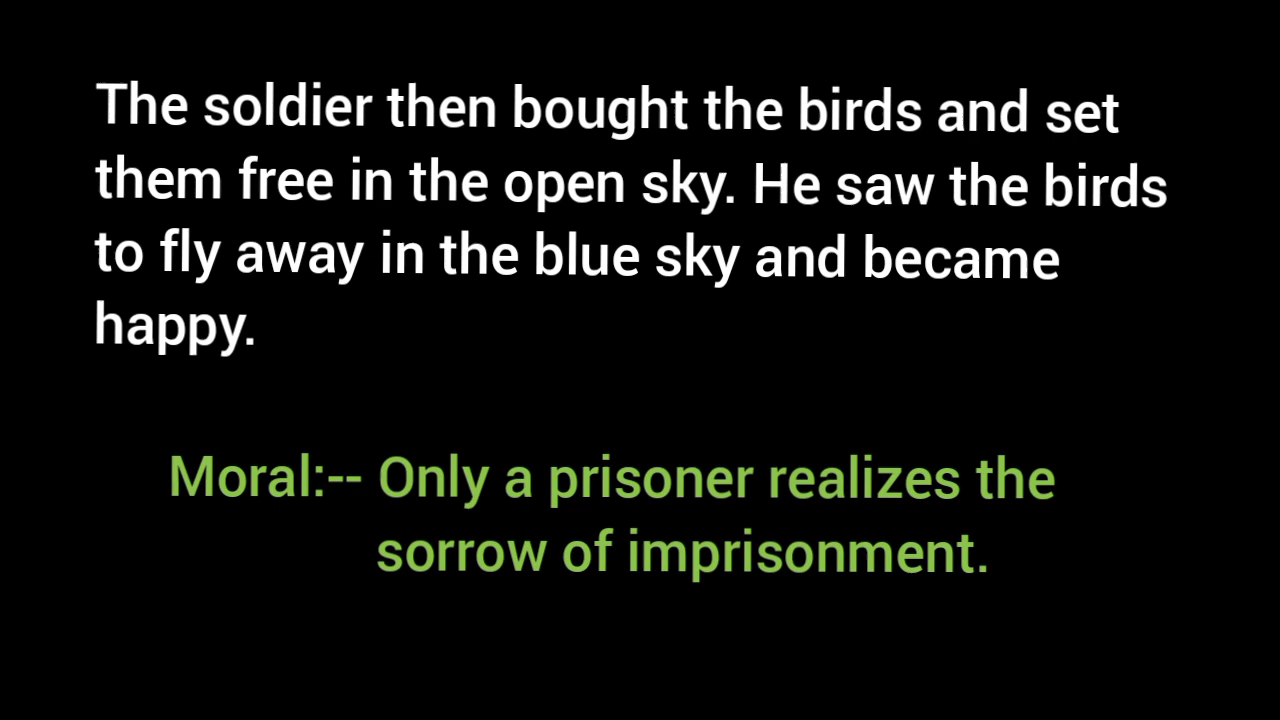 The soldier then bought the birds and set
them free in the open sky. He saw the birds
to fly away in the blue sky and became
happy.
Moral:-- Only a prisoner realizes the
sorrow of imprisonment.